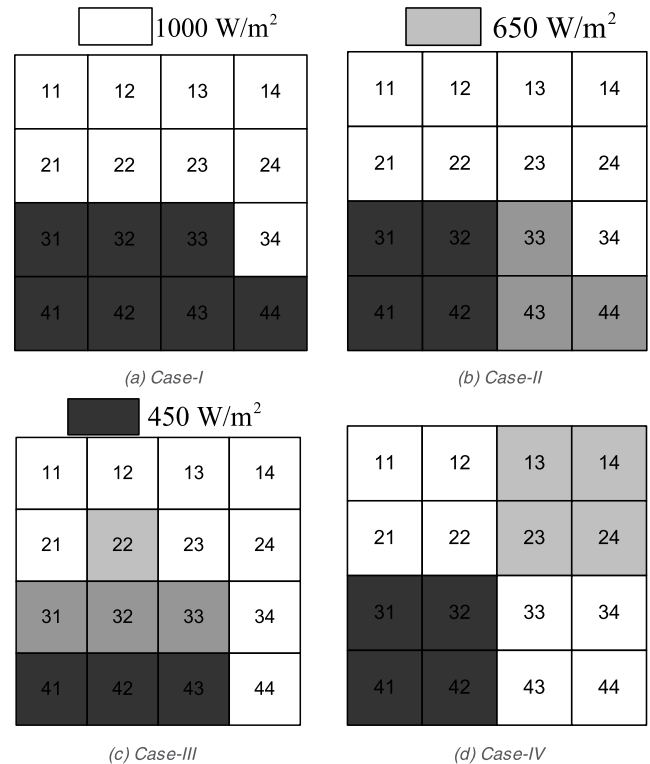 1000 W/m²
650 W/m²
11 12 13 14
21 22 23 24
31 32 33 34
41 42 43 44
(a) Case-I
11 12 13 14
21 22 23 24
31 32 33 34
41 42 43 44
(b) Case-II
450 W/m²
11 12 13 14
21 22 23 24
31 32 33 34
41 42 43 44
(c) Case-III
11 12 13 14
21 22 23 24
31 32 33 34
41 42 43 44
(d) Case-IV